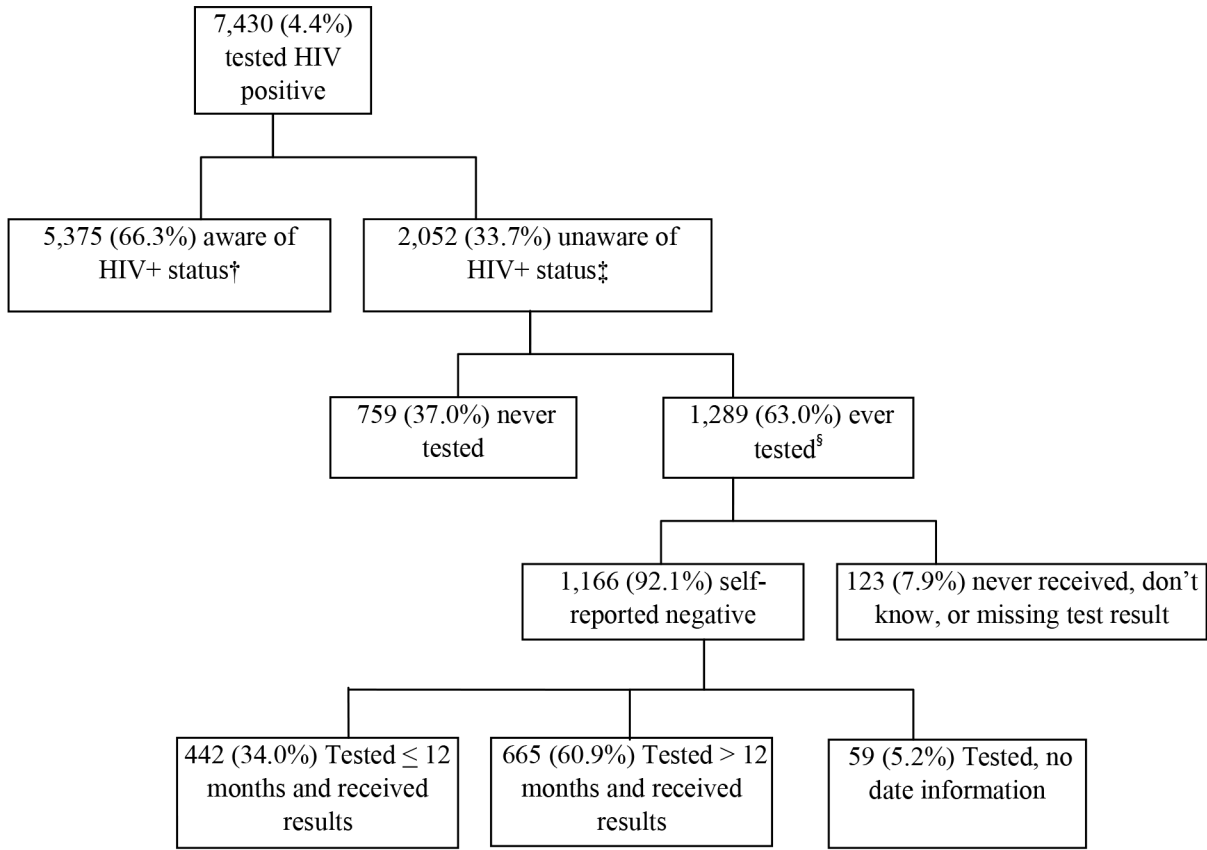 7,430 (4.4%)
tested HIV
positive
5,375 (66.3%) aware of
HIV+ status†
2,052 (33.7%) unaware of
HIV+ status‡
759 (37.0%) never
tested
1,289 (63.0%) ever
tested§
1,166 (92.1%) self-
reported negative
123 (7.9%) never received, don’t
know, or missing test result
442 (34.0%) Tested ≤ 12
months and received
results
665 (60.9%) Tested > 12
months and received
results
59 (5.2%) Tested, no
date information